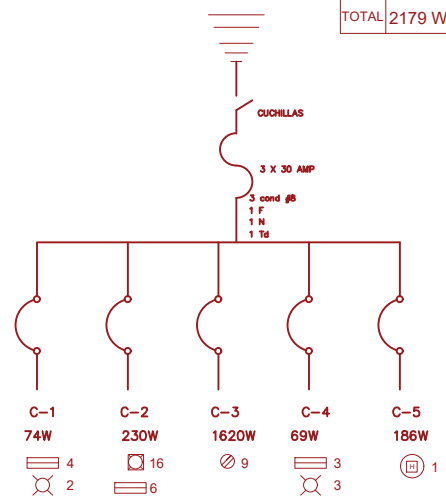 TOTAL 2179 W
CUCHILLAS
3 X 30 AMP
3 cond #8
1 F
1 N
1 Td
C-1 C-2 C-3 C-4 C-5
74W 230W 1620W 69W 186W
4 16 9 3 H 1
2 6 3